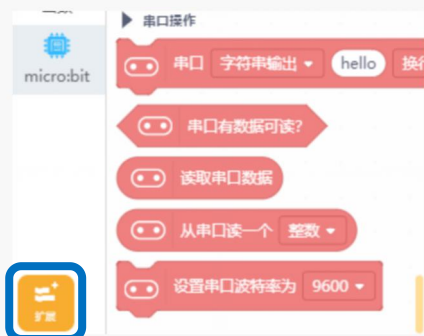 串口操作
micro:bit
串口 字符串输出 hello 换行
串口有数据可读?
读取串口数据
从串口读一个 整数
设置串口波特率为 9600
扩展